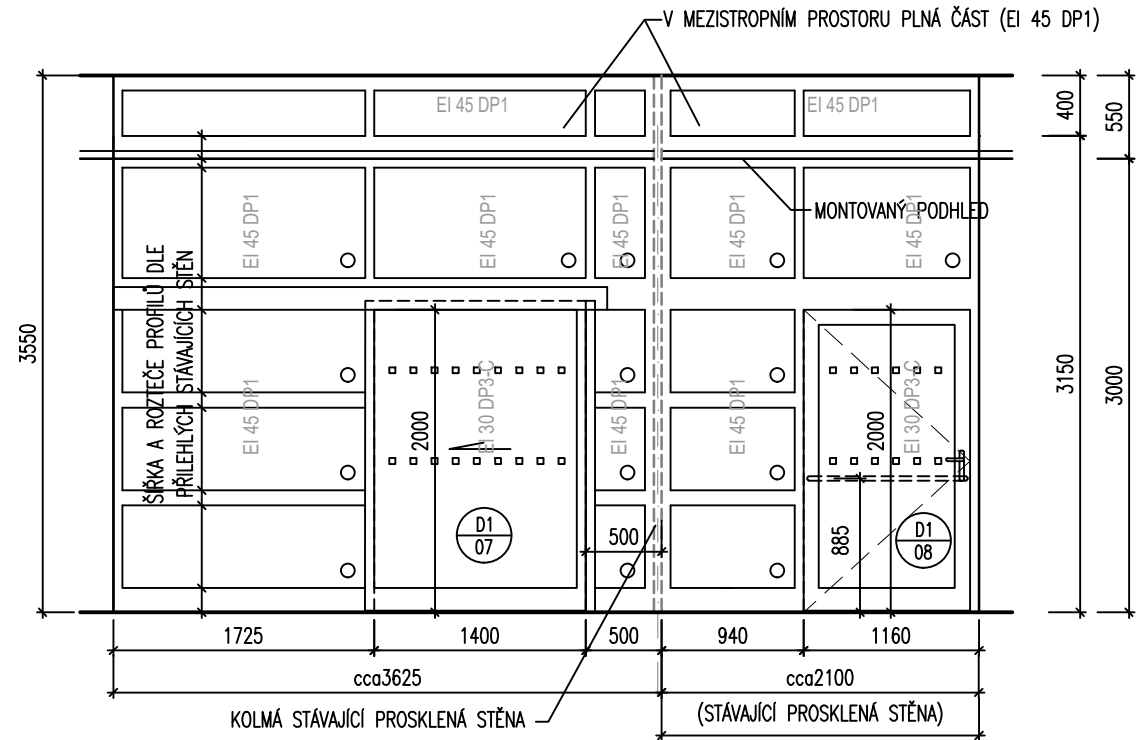 V MEZISTROPNÍM PROSTORU PLNÁ ČÁST (EI 45 DP1)
EI 45 DP1
EI 45 DP1
400
550
MONTOVANÝ PODHLED
EI 45 DP1
EI 45 DP1
EI 45 DP1
EI 45 DP1
EI 45 DP1
ŠÍŘKA A ROZTEČE PROFILŮ DLE
PŘILEHLÝCH STÁVAJÍCÍCH STĚN
3550
3150
3000
EI 45 DP1
2000
EI 30 DP3-C
EI 45 DP1
EI 45 DP1
2000
EI 30 DP3-C
D1
07
500
885
D1
08
1725
1400
500
940
1160
cca3625
cca2100
KOLMÁ STÁVAJÍCÍ PROSKLENÁ STĚNA
(STÁVAJÍCÍ PROSKLENÁ STĚNA)